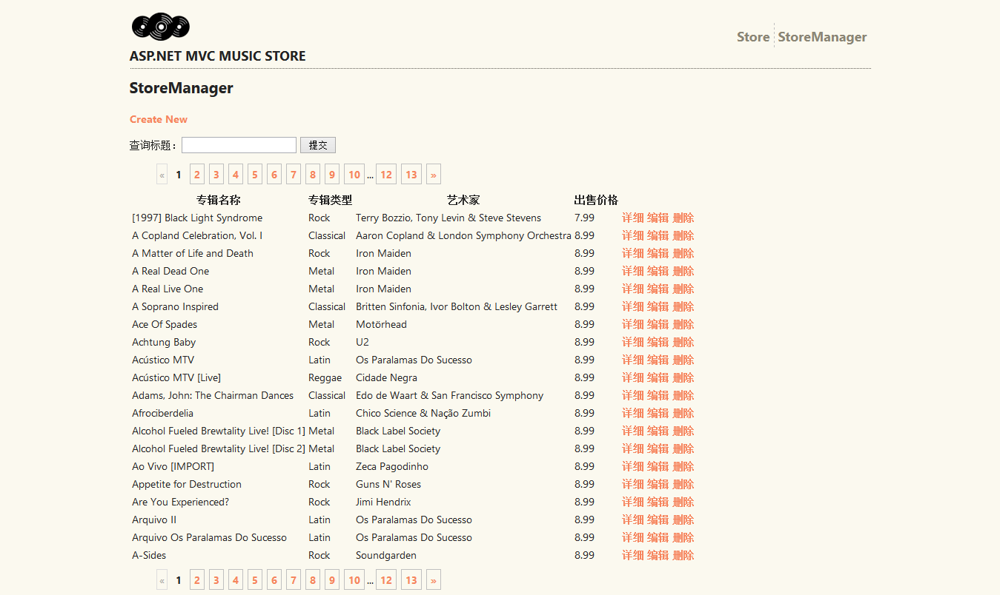 ASP.NET MVC MUSIC STORE
Store StoreManager
StoreManager
Create New
查询标题： 提交
« 1 2 3 4 5 6 7 8 9 10 ... 12 13 »
专辑名称 专辑类型 艺术家 出售价格
[1997] Black Light Syndrome Rock Terry Bozzio, Tony Levin & Steve Stevens 7.99 详细 编辑 删除
A Copland Celebration, Vol. I Classical Aaron Copland & London Symphony Orchestra 8.99 详细 编辑 删除
A Matter of Life and Death Rock Iron Maiden 8.99 详细 编辑 删除
A Real Dead One Metal Iron Maiden 8.99 详细 编辑 删除
A Real Live One Metal Iron Maiden 8.99 详细 编辑 删除
A Soprano Inspired Classical Britten Sinfonia, Ivor Bolton & Lesley Garrett 8.99 详细 编辑 删除
Ace Of Spades Metal Motörhead 8.99 详细 编辑 删除
Achtung Baby Rock U2 8.99 详细 编辑 删除
Acústico MTV Latin Os Paralamas Do Sucesso 8.99 详细 编辑 删除
Acústico MTV [Live] Reggae Cidade Negra 8.99 详细 编辑 删除
Adams, John: The Chairman Dances Classical Edo de Waart & San Francisco Symphony 8.99 详细 编辑 删除
Afrociberdelia Latin Chico Science & Nação Zumbi 8.99 详细 编辑 删除
Alcohol Fueled Brewtality Live! [Disc 1] Metal Black Label Society 8.99 详细 编辑 删除
Alcohol Fueled Brewtality Live! [Disc 2] Metal Black Label Society 8.99 详细 编辑 删除
Ao Vivo [IMPORT] Latin Zeca Pagodinho 8.99 详细 编辑 删除
Appetite for Destruction Rock Guns N' Roses 8.99 详细 编辑 删除
Are You Experienced? Rock Jimi Hendrix 8.99 详细 编辑 删除
Arquivo II Latin Os Paralamas Do Sucesso 8.99 详细 编辑 删除
Arquivo Os Paralamas Do Sucesso Latin Os Paralamas Do Sucesso 8.99 详细 编辑 删除
A-Sides Rock Soundgarden 8.99 详细 编辑 删除
« 1 2 3 4 5 6 7 8 9 10 ... 12 13 »